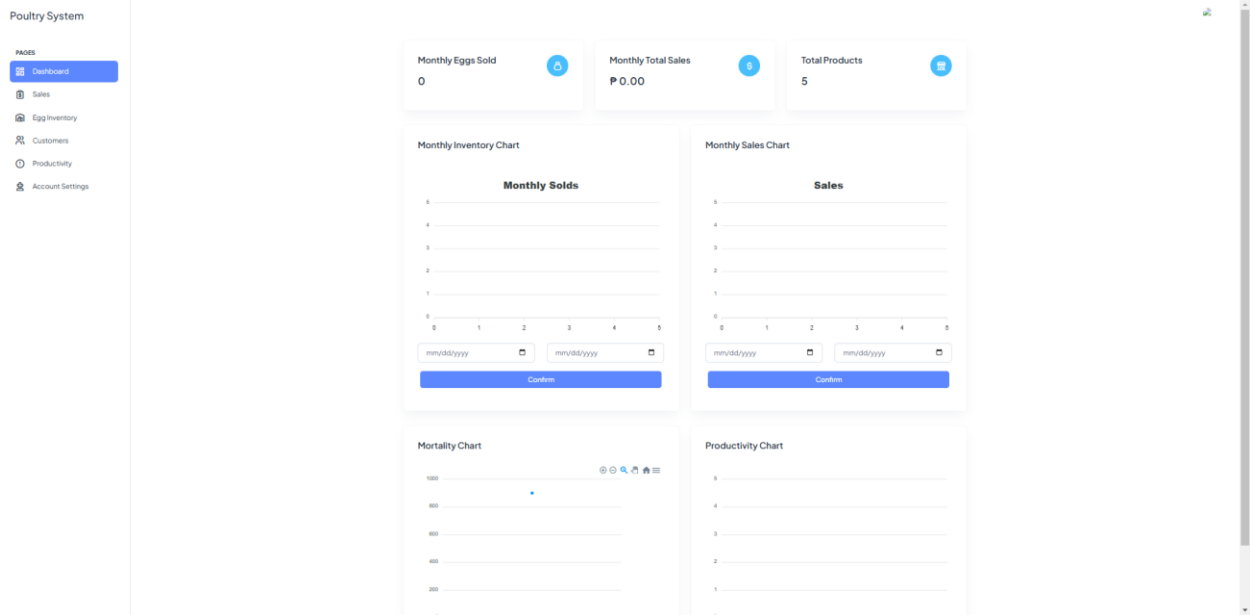 Poultry System
PAGES
Dashboard
Sales
Egg Inventory
Customers
Productivity
Account Settings
Monthly Eggs Sold
0
Monthly Total Sales
₱ 0.00
Total Products
5
Monthly Inventory Chart
Monthly Solds
5
4
3
2
1
0
0 1 2 3 4 5
mm/dd/yyyy mm/dd/yyyy
Confirm
Monthly Sales Chart
Sales
5
4
3
2
1
0
0 1 2 3 4 5
mm/dd/yyyy mm/dd/yyyy
Confirm
Mortality Chart
1000
800
600
400
200
Productivity Chart
5
4
3
2
1